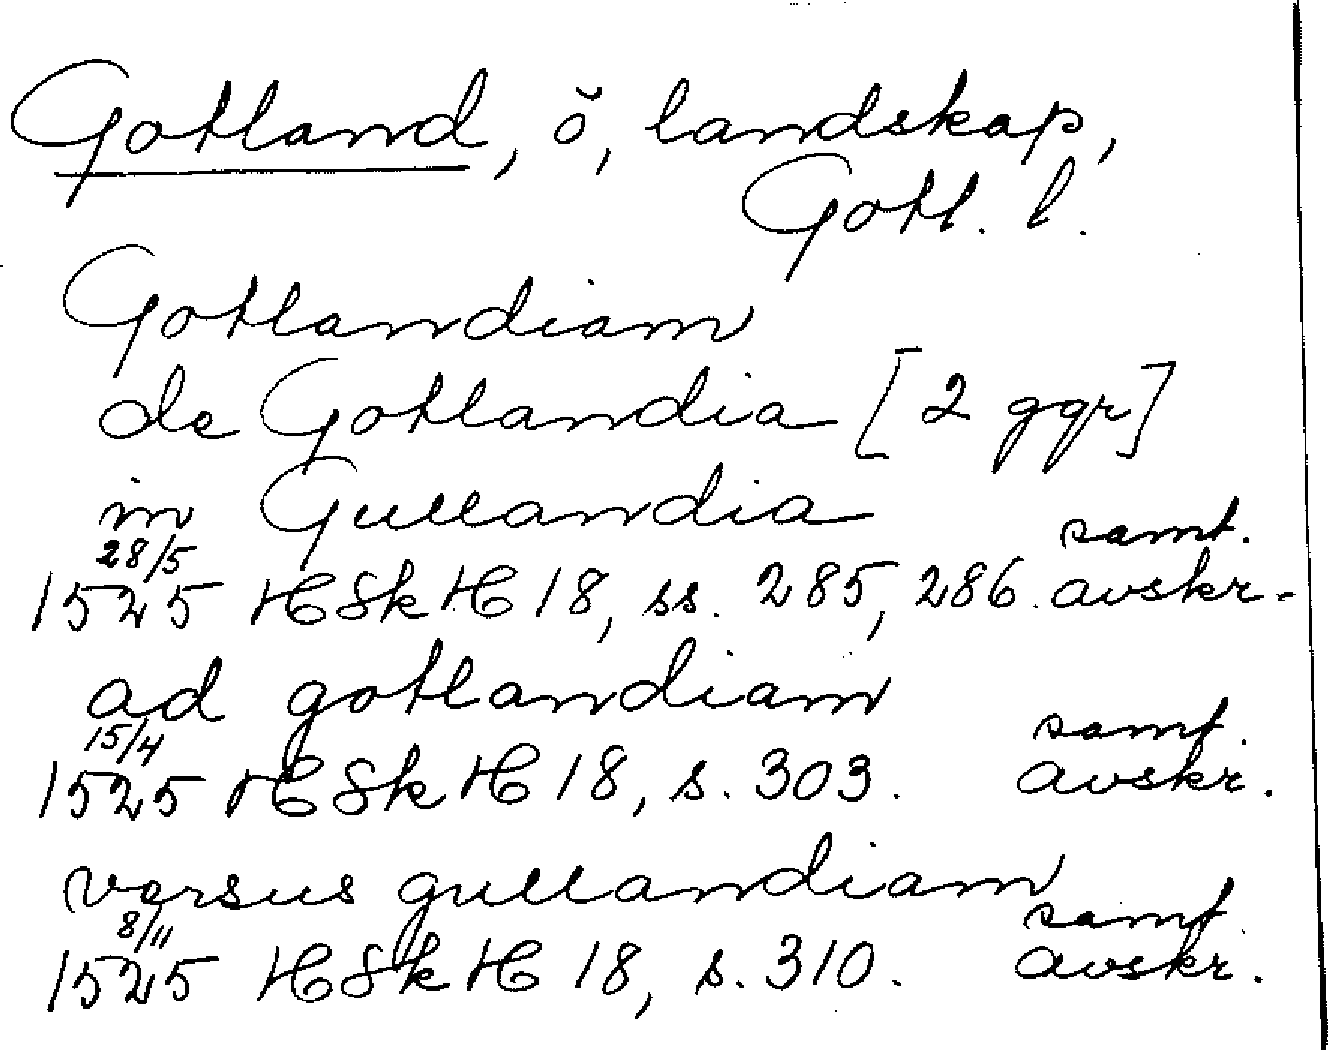 Gotland, ö, landskap,
Gotl. l.
Gotlandiam
de Gotlandia [2 ggr]
in Gullandia
28/5 samt.
1525 HSkH 18, ss. 285, 286. avskr.
ad gotlandiam
15/4 samt.
1525 HSkH 18, s. 303. avskr.
versus gullandiam
8/11 samt.
1525 HSkH 18, s. 310. avskr.